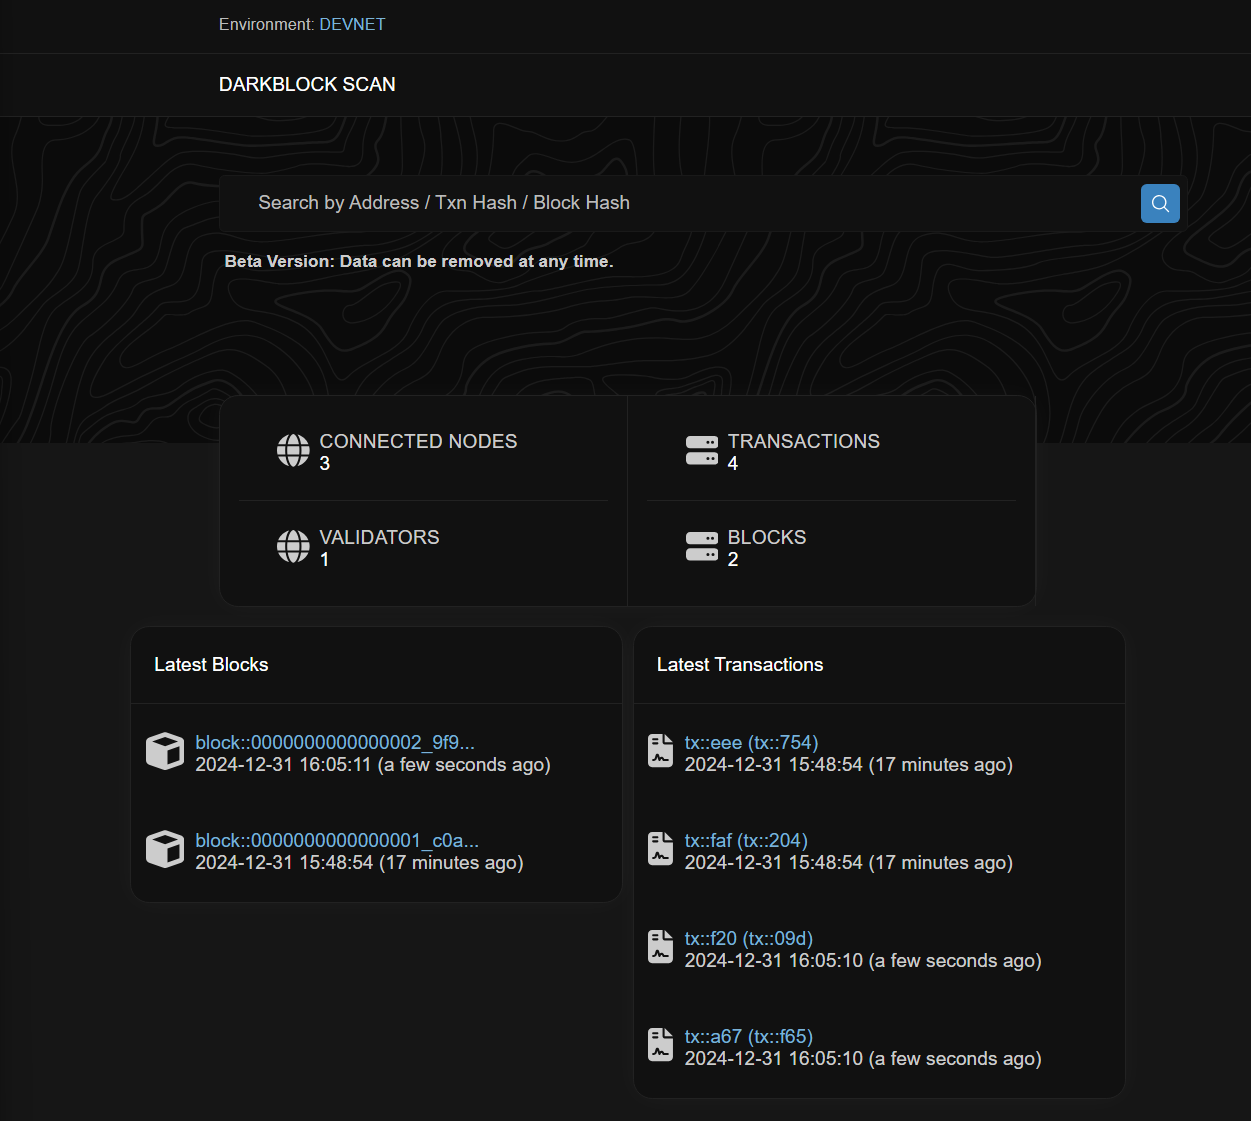 Environment: DEVNET
DARKBLOCK SCAN
Search by Address / Txn Hash / Block Hash
Beta Version: Data can be removed at any time.
CONNECTED NODES
3
TRANSACTIONS
4
VALIDATORS
1
BLOCKS
2
Latest Blocks
block::0000000000000002_9f9...
2024-12-31 16:05:11 (a few seconds ago)
block::0000000000000001_c0a...
2024-12-31 15:48:54 (17 minutes ago)
Latest Transactions
tx::eee (tx::754)
2024-12-31 15:48:54 (17 minutes ago)
tx::faf (tx::204)
2024-12-31 15:48:54 (17 minutes ago)
tx::f20 (tx::09d)
2024-12-31 16:05:10 (a few seconds ago)
tx::a67 (tx::f65)
2024-12-31 16:05:10 (a few seconds ago)